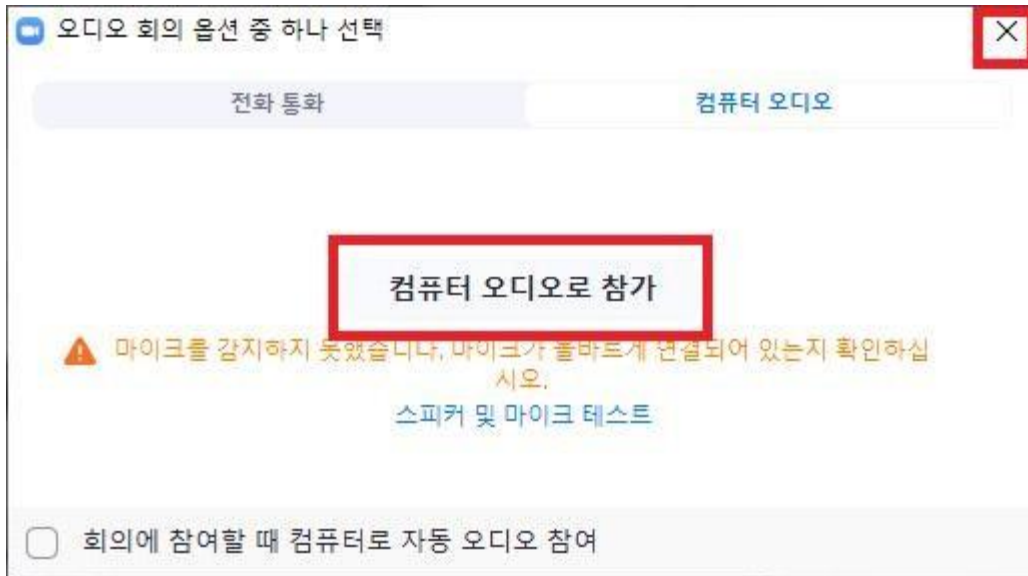 오디오 회의 옵션 중 하나 선택
전화 통화
컴퓨터 오디오
컴퓨터 오디오로 참가
마이크를 감지하지 못했습니다. 마이크가 올바르게 연결되어 있는지 확인하십
시오.
스피커 및 마이크 테스트
회의에 참여할 때 컴퓨터로 자동 오디오 참여